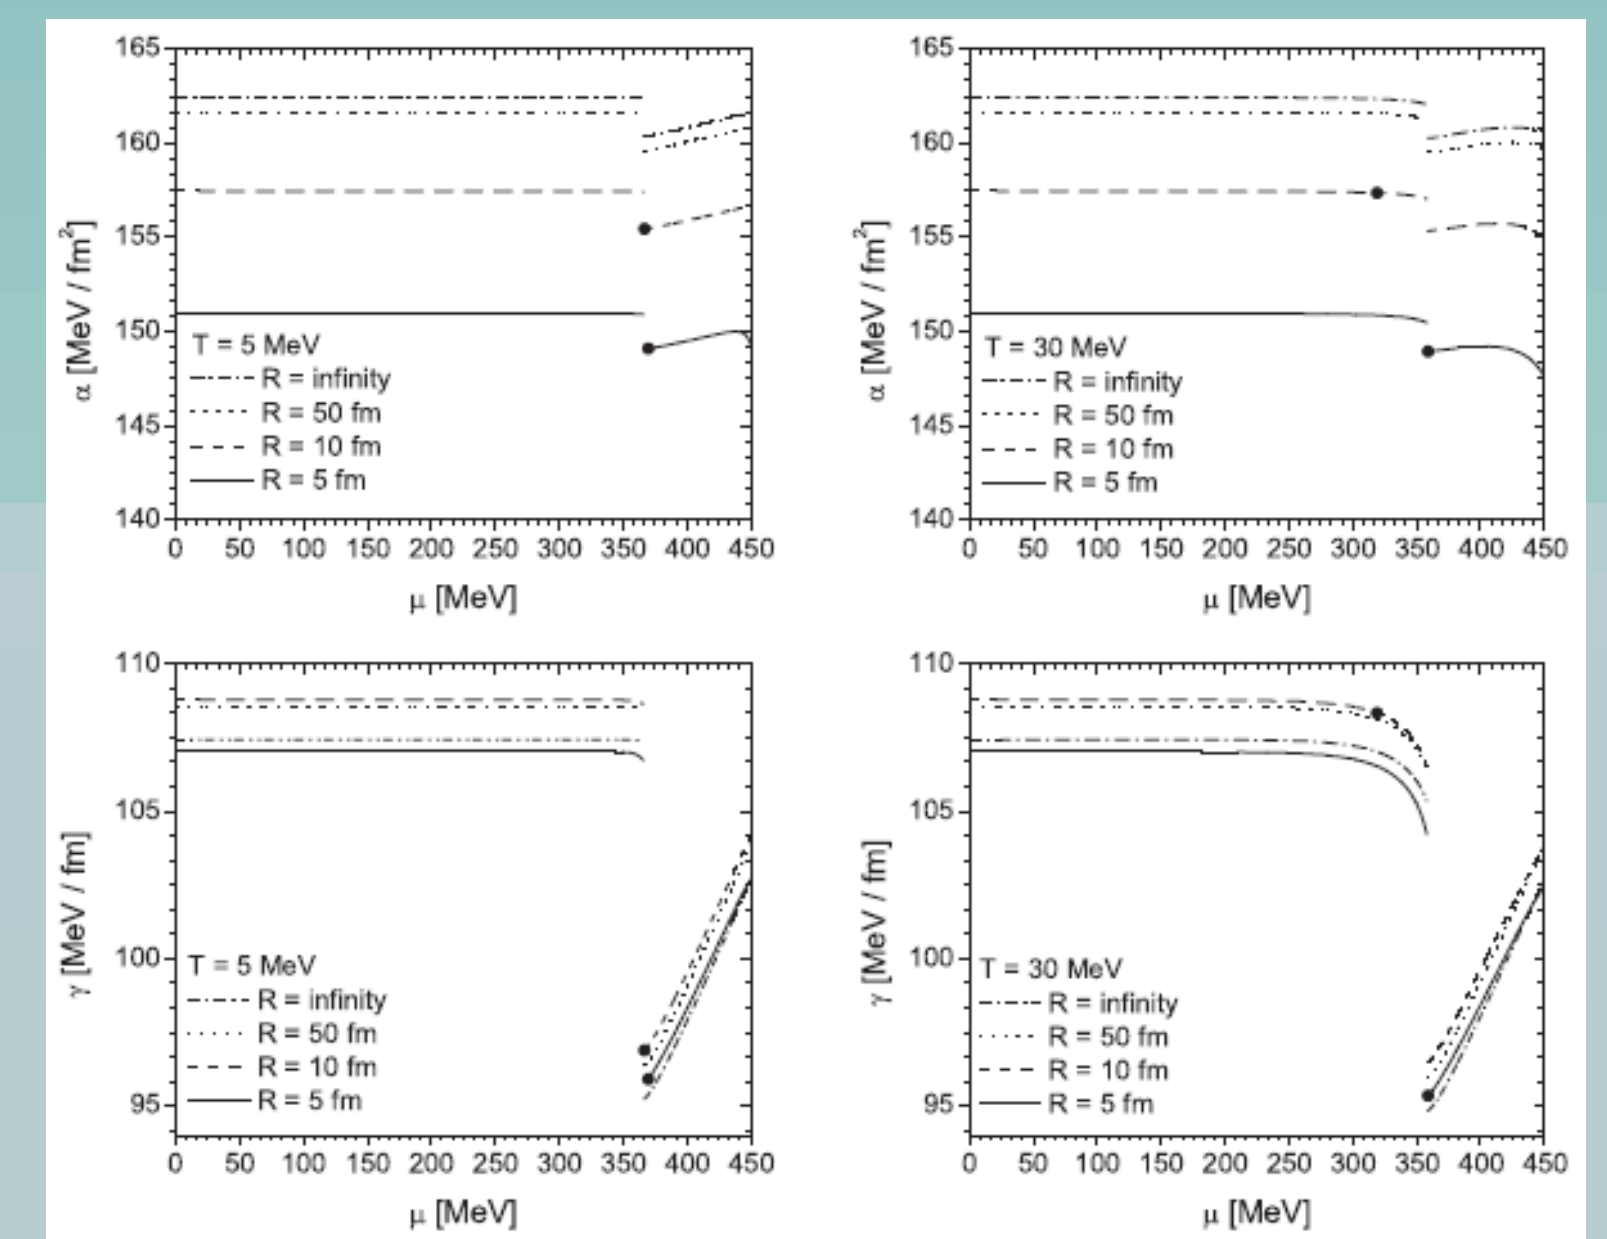 165
160
155
150
145
140
α [MeV / fm²]
T = 5 MeV
R = infinity
R = 50 fm
R = 10 fm
R = 5 fm
0 50 100 150 200 250 300 350 400 450
μ [MeV]
165
160
155
150
145
140
α [MeV / fm²]
T = 30 MeV
R = infinity
R = 50 fm
R = 10 fm
R = 5 fm
0 50 100 150 200 250 300 350 400 450
μ [MeV]
110
105
100
95
γ [MeV / fm]
T = 5 MeV
R = infinity
R = 50 fm
R = 10 fm
R = 5 fm
0 50 100 150 200 250 300 350 400 450
μ [MeV]
110
105
100
95
γ [MeV / fm]
T = 30 MeV
R = infinity
R = 50 fm
R = 10 fm
R = 5 fm
0 50 100 150 200 250 300 350 400 450
μ [MeV]